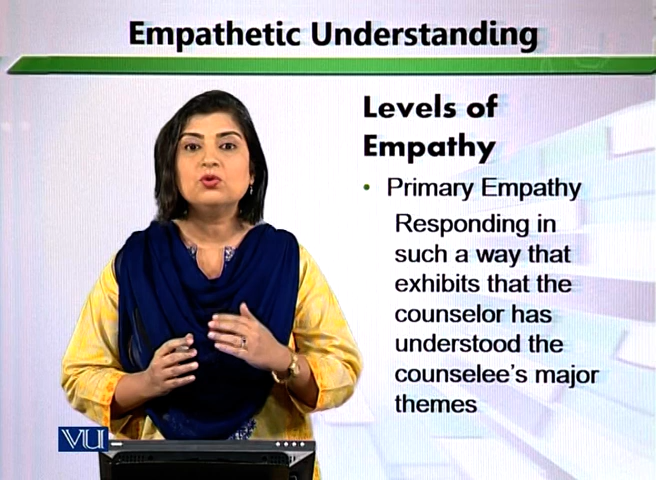 Empathetic Understanding
Levels of
Empathy
• Primary Empathy
Responding in
such a way that
exhibits that the
counselor has
understood the
counselee's major
themes
VU